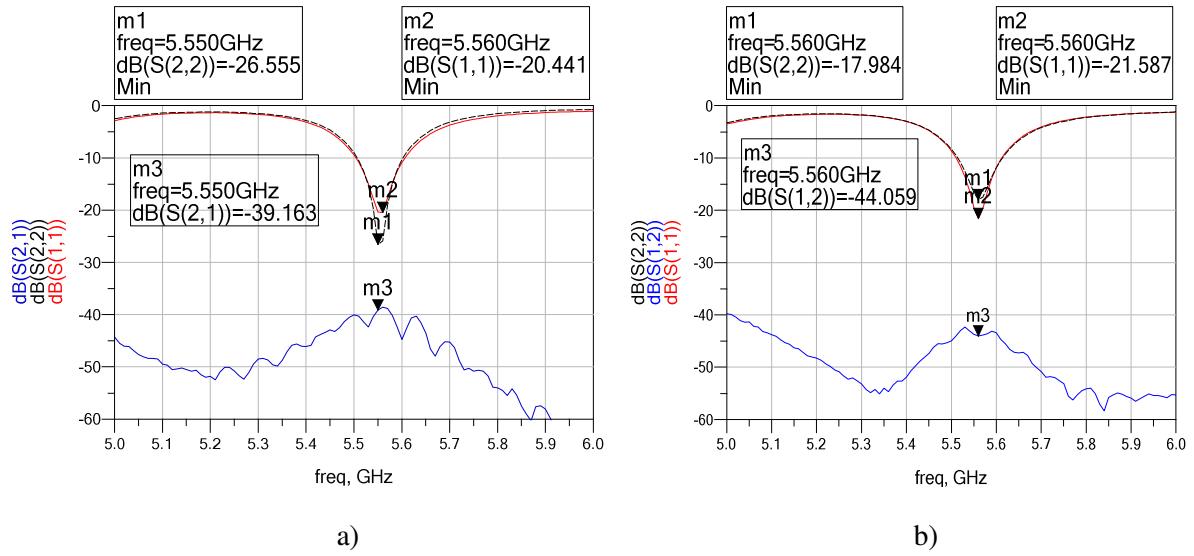 m1
freq=5.550GHz
dB(S(2,2))=-26.555
Min
m2
freq=5.560GHz
dB(S(1,1))=-20.441
Min
m3
freq=5.550GHz
dB(S(2,1))=-39.163
m2
m1
m3
0
-10
-20
-30
-40
-50
-60
5.0 5.1 5.2 5.3 5.4 5.5 5.6 5.7 5.8 5.9 6.0
freq, GHz
dB(S(2,1))
dB(S(2,2))
dB(S(1,1))
a)
m1
freq=5.560GHz
dB(S(2,2))=-17.984
Min
m2
freq=5.560GHz
dB(S(1,1))=-21.587
Min
m3
freq=5.560GHz
dB(S(1,2))=-44.059
m1
m2
m3
0
-10
-20
-30
-40
-50
-60
5.0 5.1 5.2 5.3 5.4 5.5 5.6 5.7 5.8 5.9 6.0
freq, GHz
dB(S(2,2))
dB(S(1,2))
dB(S(1,1))
b)